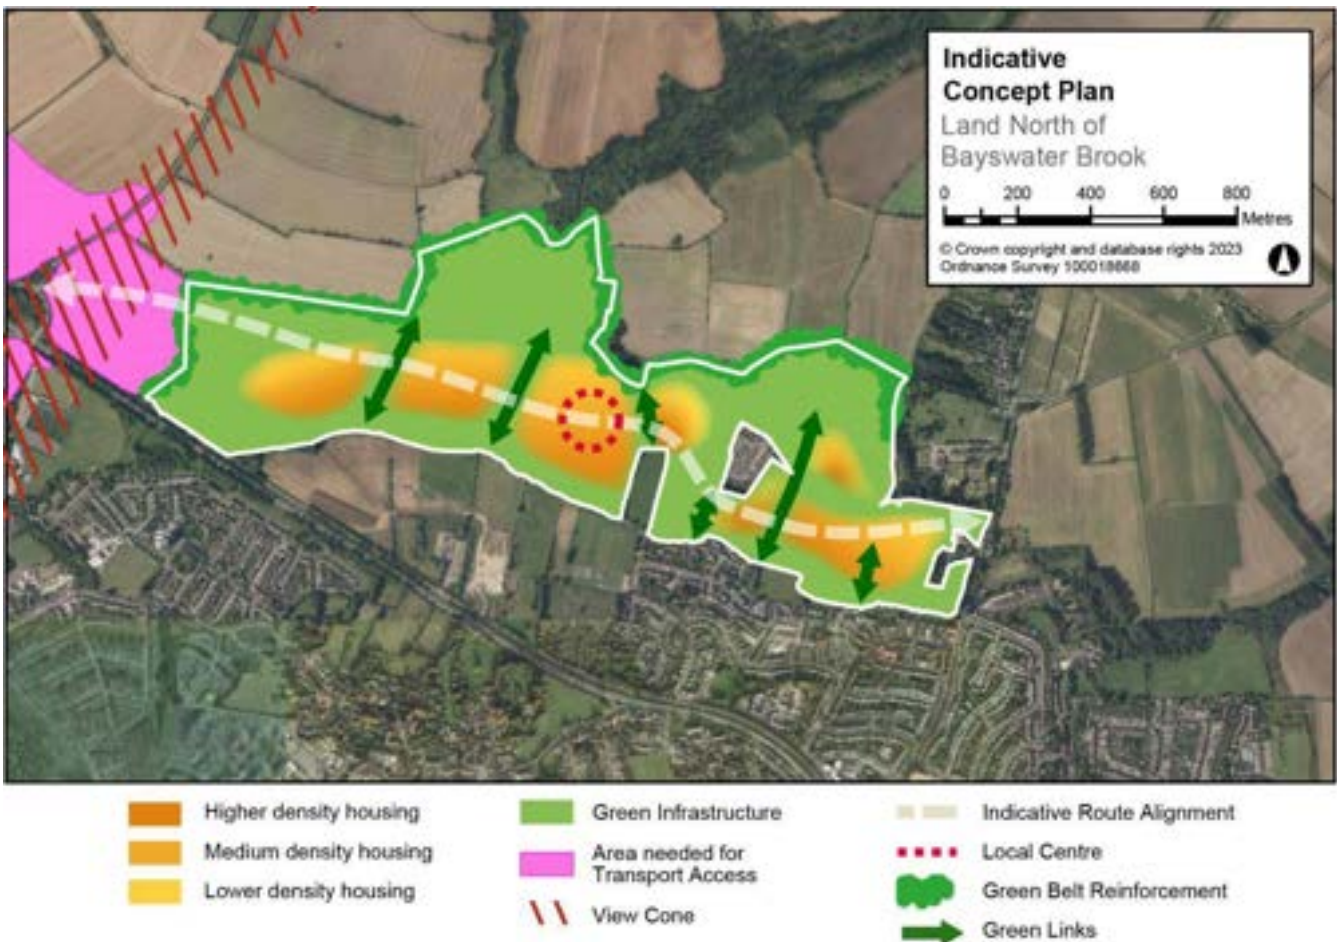 Indicative
Concept Plan
Land North of
Bayswater Brook
0 200 400 600 800
Metres
© Crown copyright and database rights 2023
Ordnance Survey 100018668
Higher density housing
Medium density housing
Lower density housing
Green Infrastructure
Area needed for
Transport Access
View Cone
Indicative Route Alignment
Local Centre
Green Belt Reinforcement
Green Links